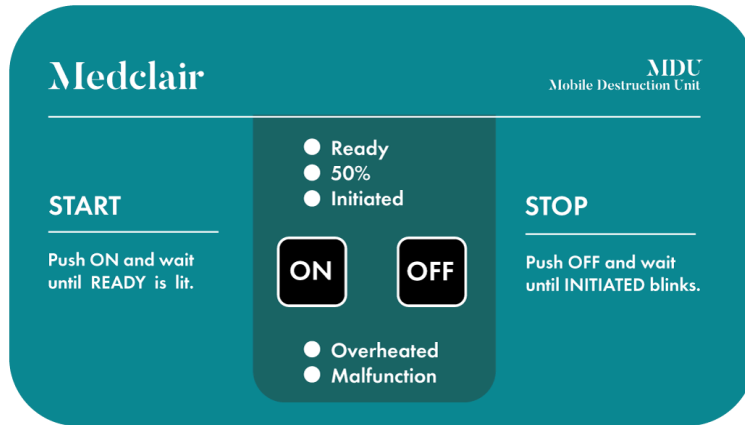 Medclair
MDU
Mobile Destruction Unit
START
Push ON and wait
until READY is lit.
Ready
50%
Initiated
ON
OFF
Overheated
Malfunction
STOP
Push OFF and wait
until INITIATED blinks.